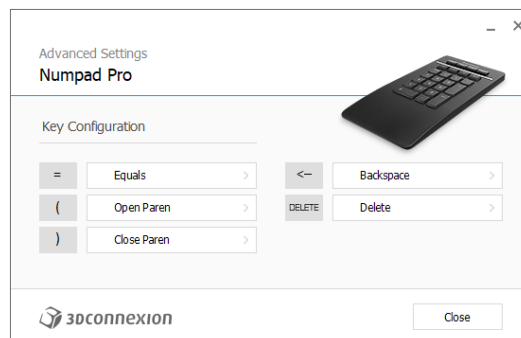 Advanced Settings
Numpad Pro
Key Configuration
= Equals
( Open Paren
) Close Paren
<- Backspace
DELETE Delete
3Dconnexion
Close